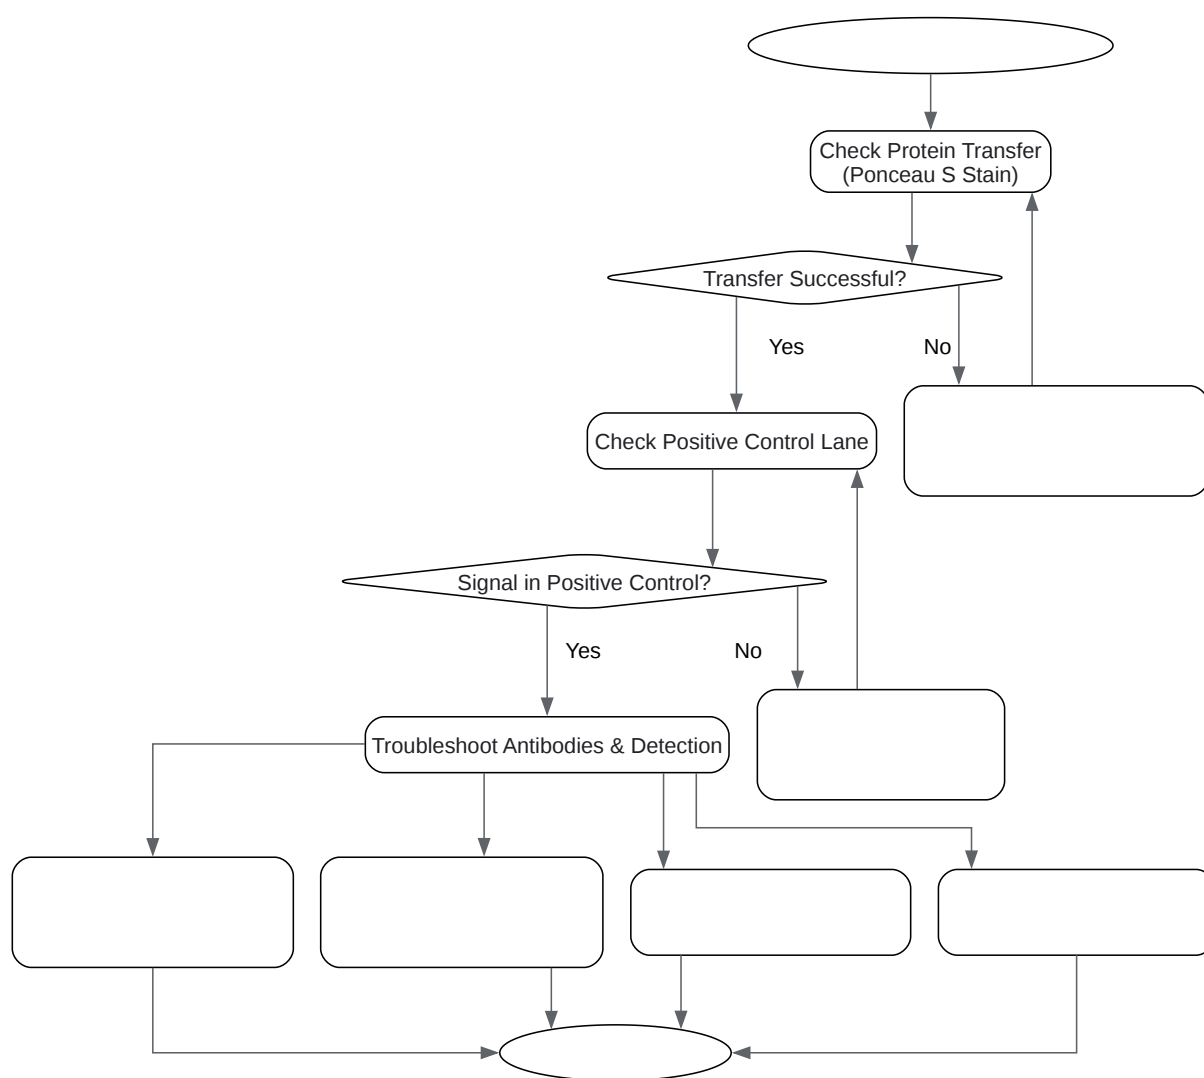 Check Protein Transfer
(Ponceau S Stain)
Transfer Successful?
Yes
No
Check Positive Control Lane
Signal in Positive Control?
Yes
No
Troubleshoot Antibodies & Detection